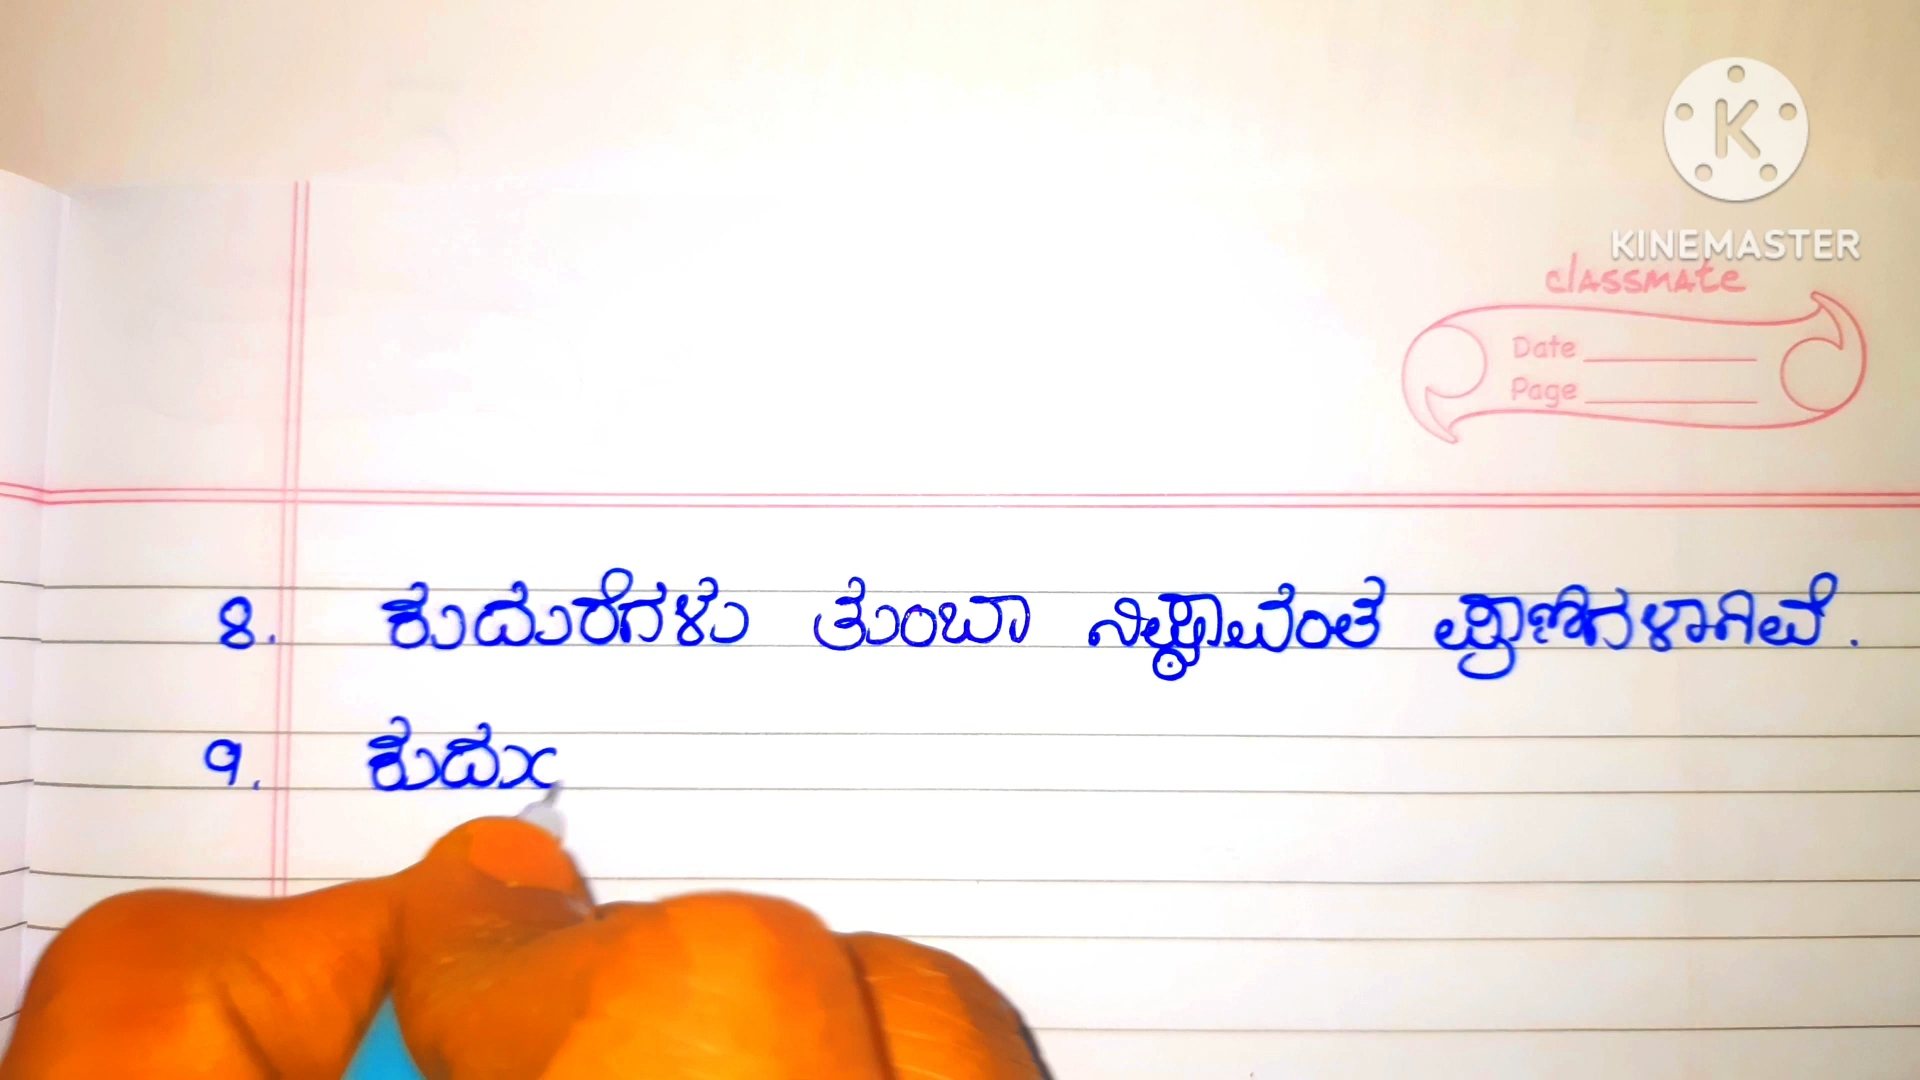 KINEMASTER
classmate
Date
Page
8. ಕುದುರೆಗಳು ತುಂಬಾ ನಿಷ್ಠಾವಂತ ಪ್ರಾಣಿಗಳಾಗಿವೆ.
9. ಕುದು